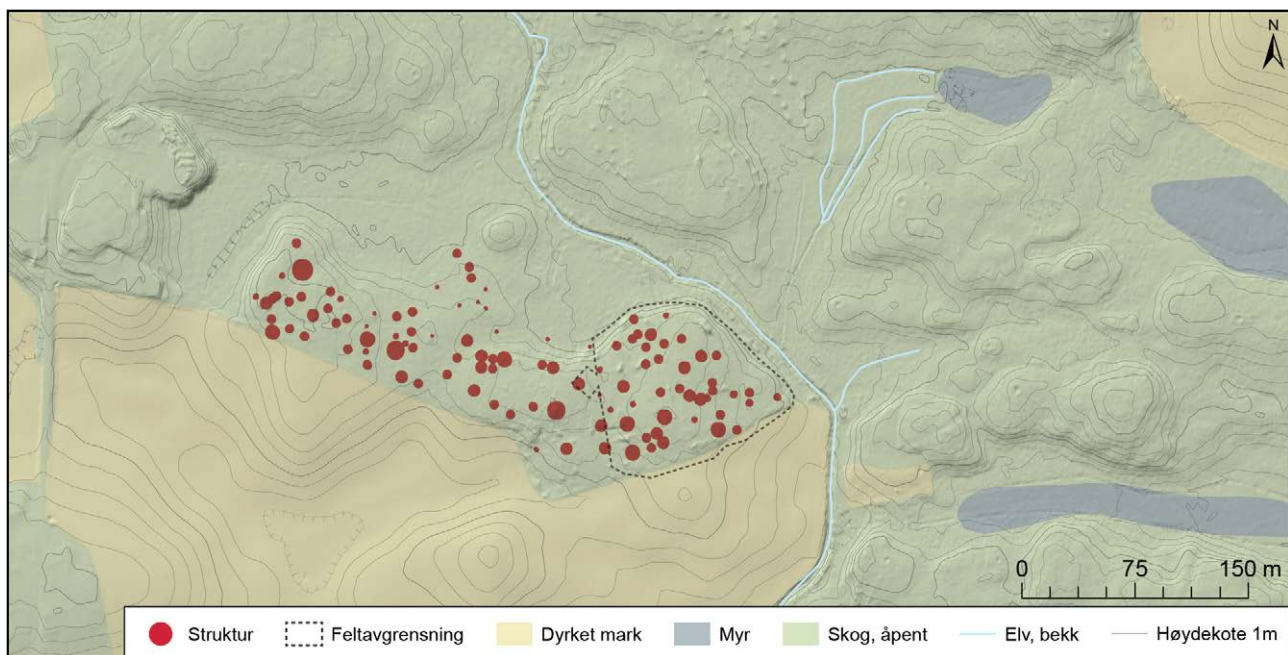 N
0 75 150 m
Struktur Feltavgrensning Dyrket mark Myr Skog, åpent Elv, bekk Høydekote 1m